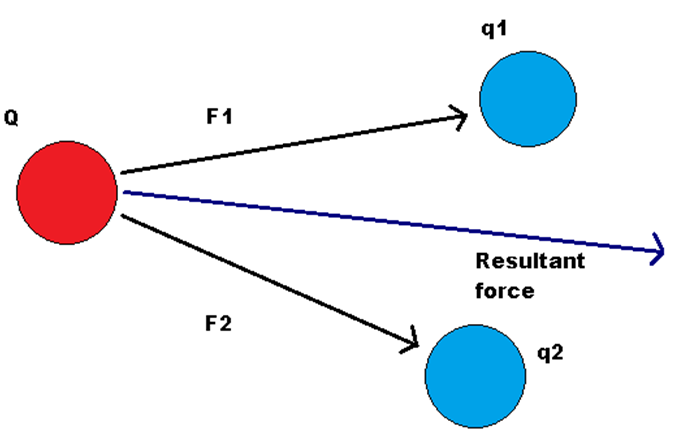 q1
Q
F1
Resultant
force
F2
q2